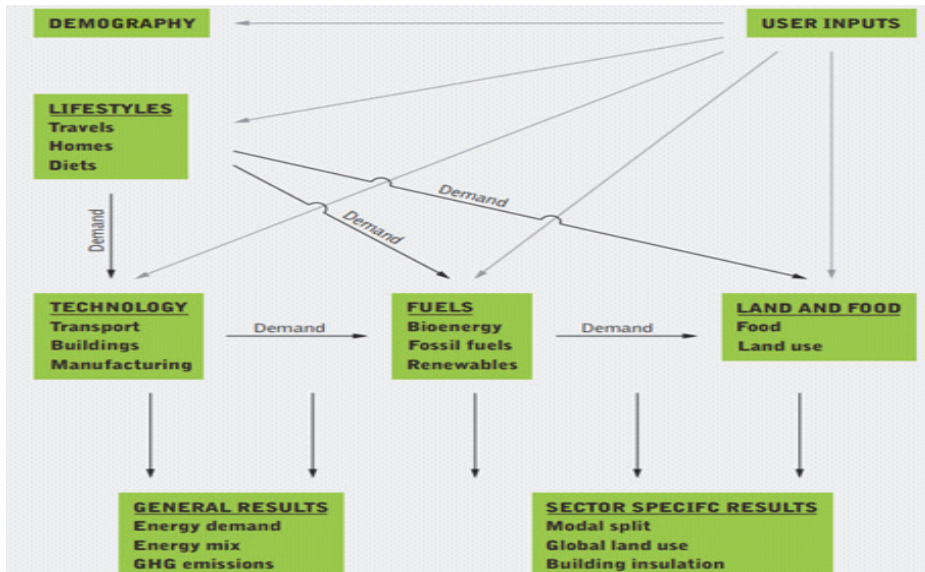 DEMOGRAPHY
USER INPUTS
LIFESTYLES
Travels
Homes
Diets
Demand
Demand
Demand
TECHNOLOGY
Transport
Buildings
Manufacturing
Demand
FUELS
Bioenergy
Fossil fuels
Renewables
Demand
LAND AND FOOD
Food
Land use
GENERAL RESULTS
Energy demand
Energy mix
GHG emissions
SECTOR SPECIFC RESULTS
Modal split
Global land use
Building insulation